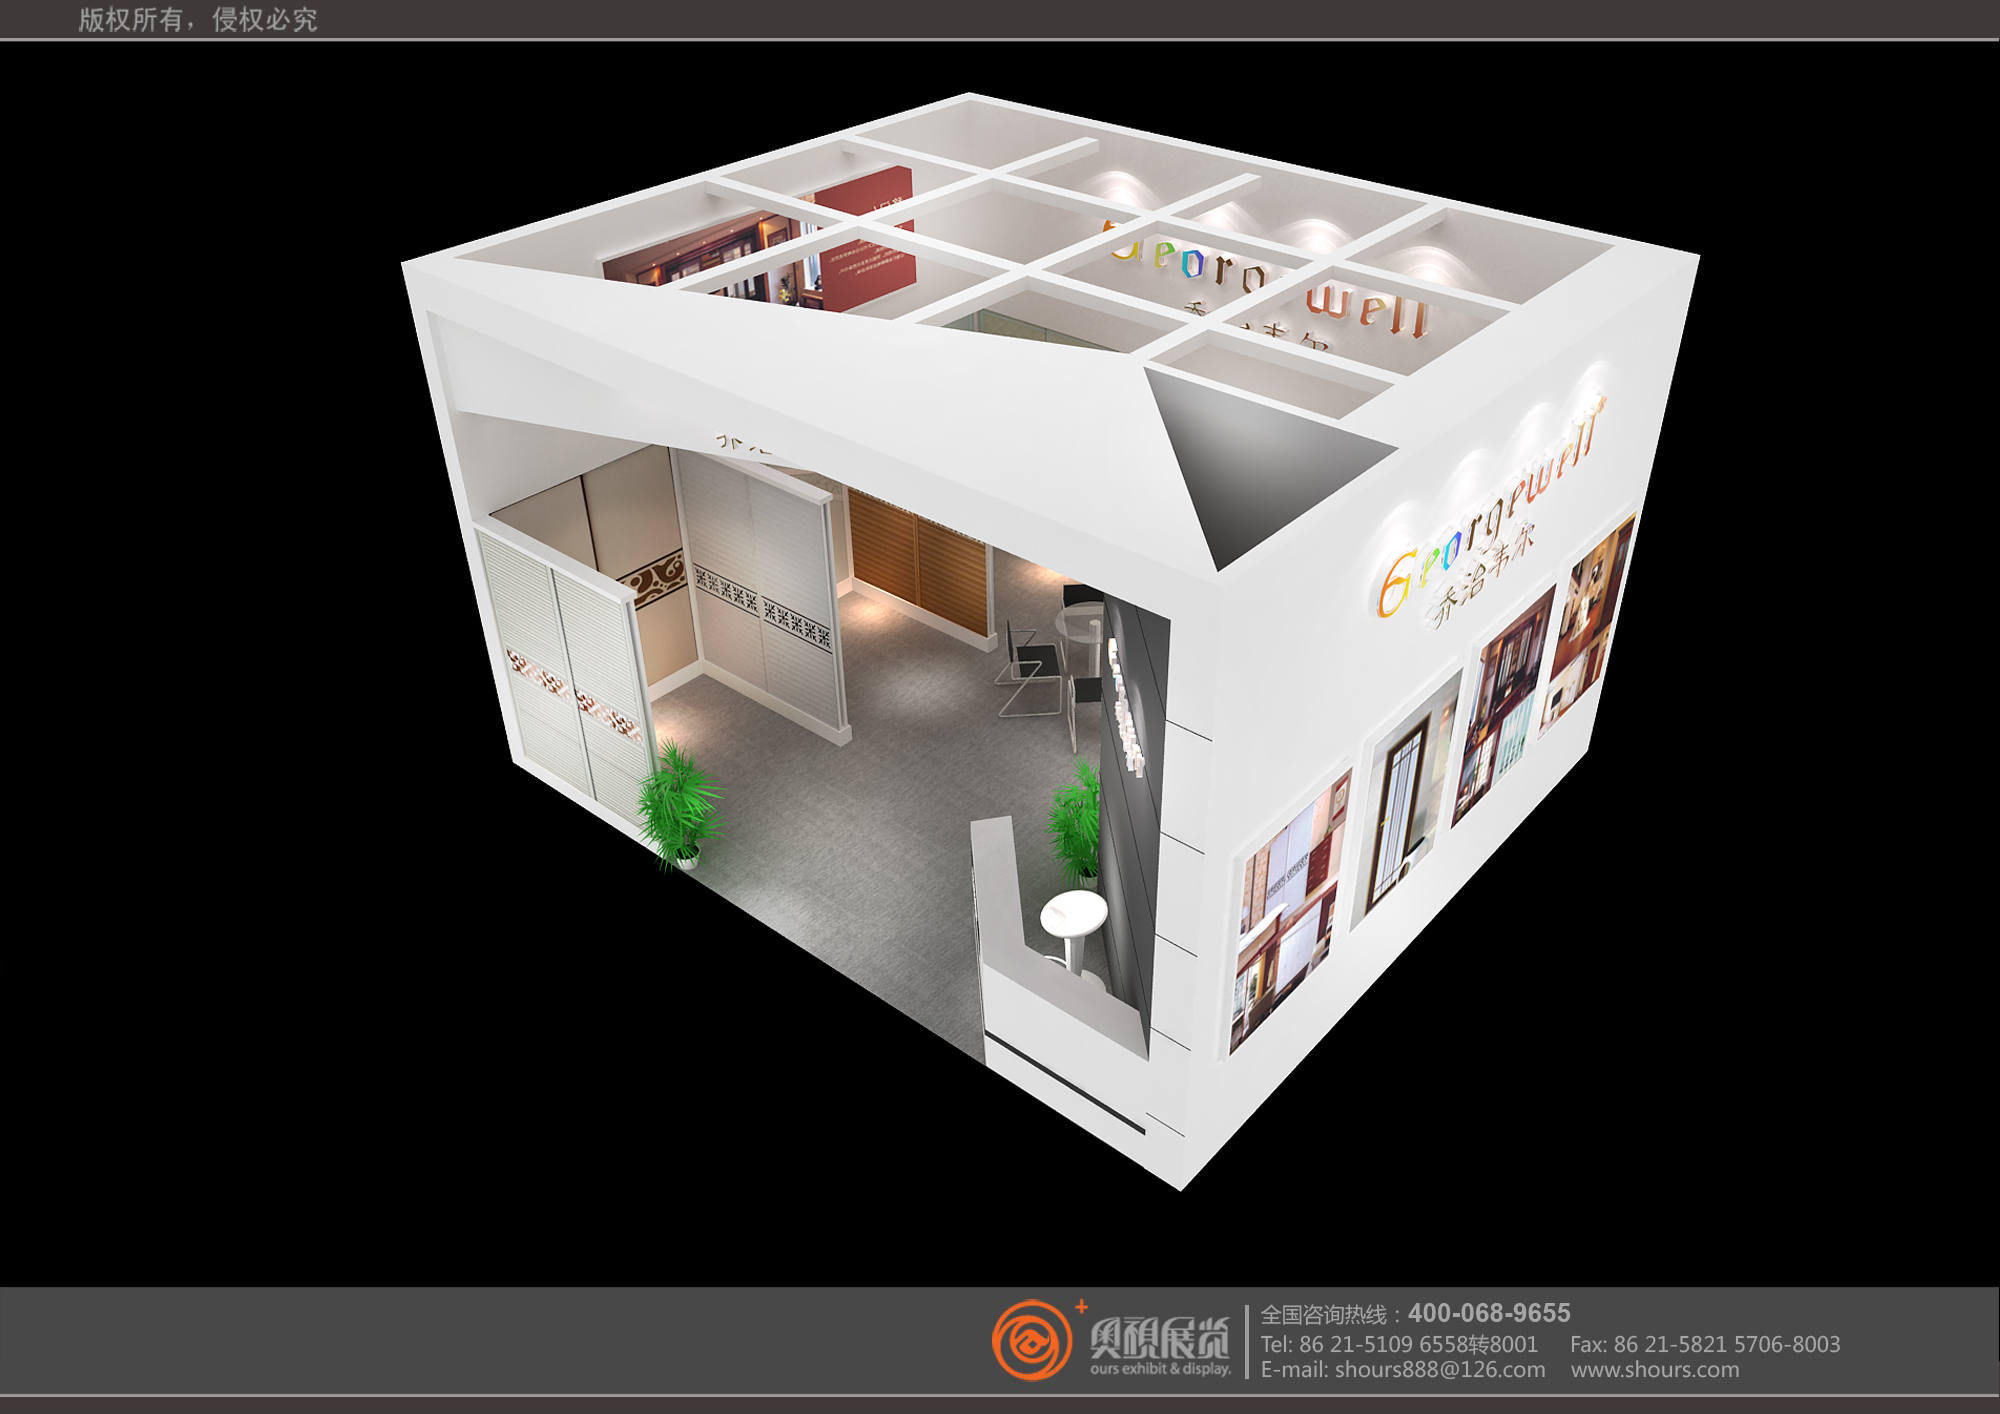 版权所有，侵权必究
Georgewell
乔治韦尔
奥视展览
ours exhibit & display.
全国咨询热线：400-068-9655
Tel: 86 21-5109 6558转8001 Fax: 86 21-5821 5706-8003
E-mail: shours888@126.com www.shours.com